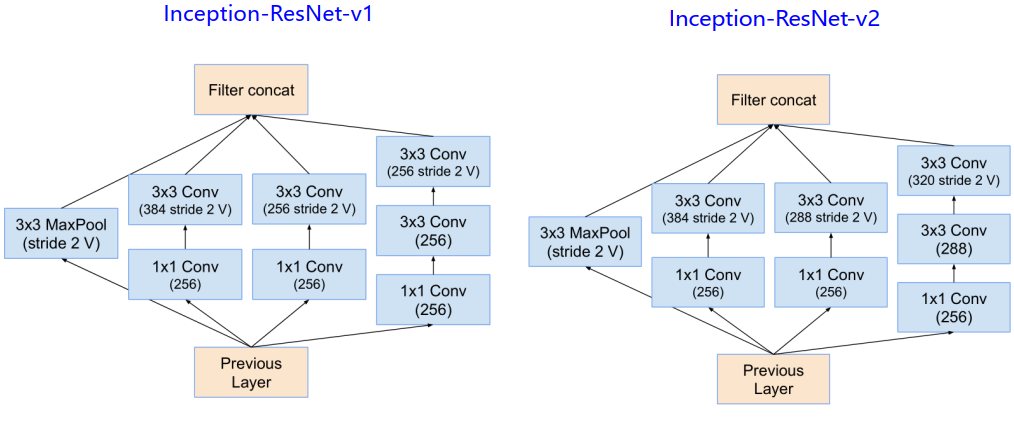 Inception-ResNet-v1
Filter concat
3x3 Conv
(256 stride 2 V)
3x3 Conv
(384 stride 2 V)
3x3 Conv
(256 stride 2 V)
3x3 MaxPool
(stride 2 V)
3x3 Conv
(256)
1x1 Conv
(256)
1x1 Conv
(256)
1x1 Conv
(256)
Previous
Layer
Inception-ResNet-v2
Filter concat
3x3 Conv
(320 stride 2 V)
3x3 Conv
(384 stride 2 V)
3x3 Conv
(288 stride 2 V)
3x3 MaxPool
(stride 2 V)
3x3 Conv
(288)
1x1 Conv
(256)
1x1 Conv
(256)
1x1 Conv
(256)
Previous
Layer